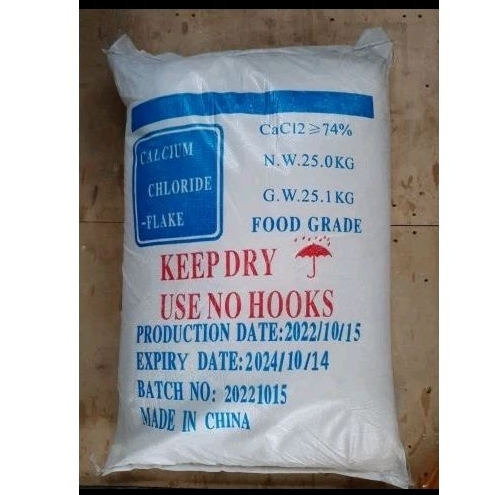 CALCIUM
CHLORIDE
-FLAKE
CaCl2≥74%
N.W.25.0KG
G.W.25.1KG
FOOD GRADE
KEEP DRY
USE NO HOOKS
PRODUCTION DATE:2022/10/15
EXPIRY DATE:2024/10/14
BATCH NO: 20221015
MADE IN CHINA